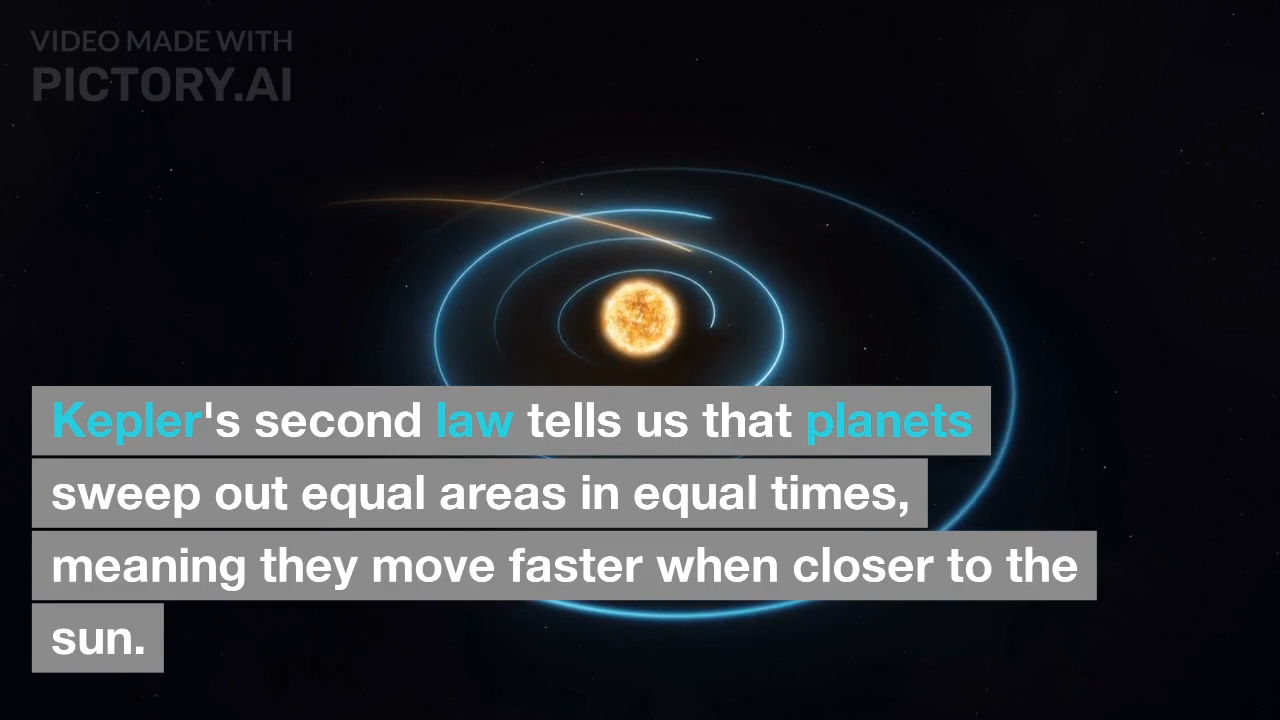 VIDEO MADE WITH
PICTORY.AI
Kepler's second law tells us that planets
sweep out equal areas in equal times,
meaning they move faster when closer to the
sun.